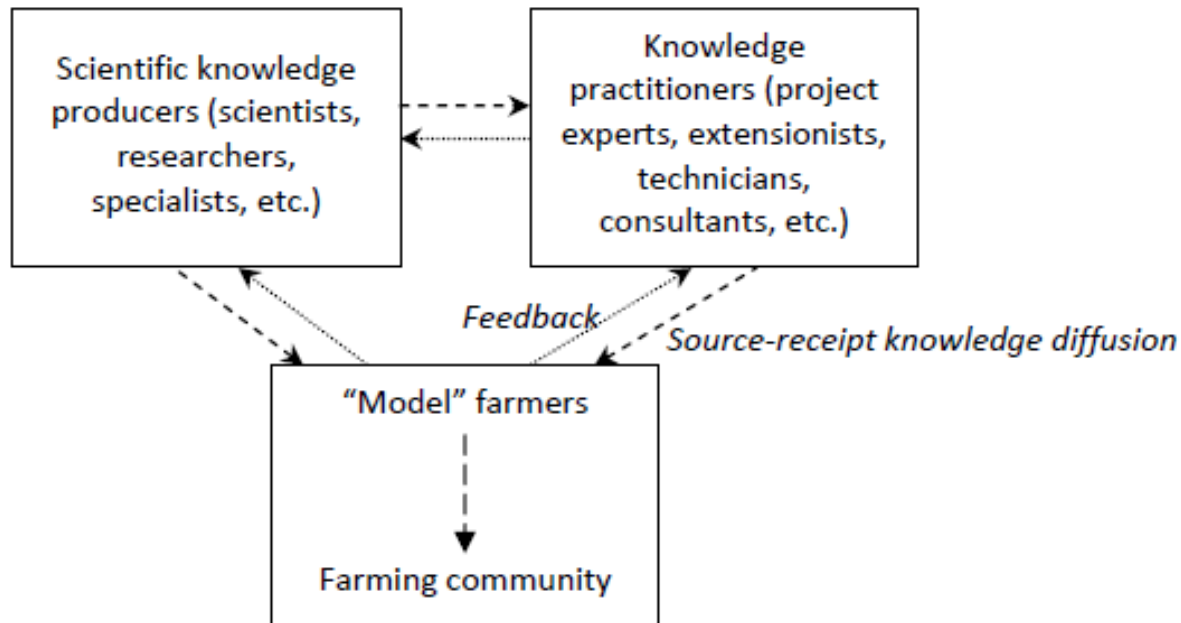 Scientific knowledge
producers (scientists,
researchers,
specialists, etc.)
Knowledge
practitioners (project
experts, extensionists,
technicians,
consultants, etc.)
Feedback
Source-receipt knowledge diffusion
“Model” farmers
Farming community